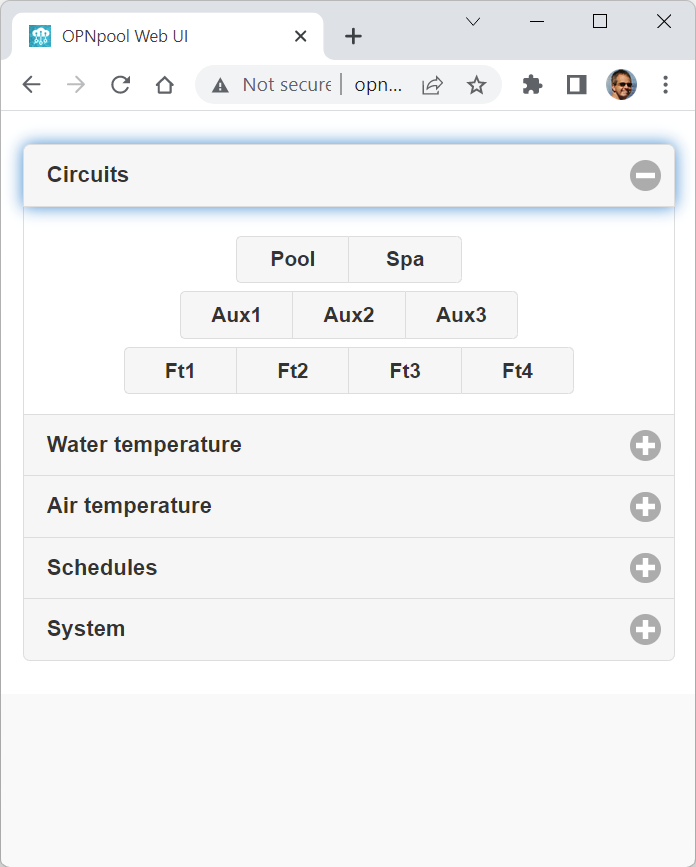 OPNpool Web UI
Not secure opn...
Circuits
Pool Spa
Aux1 Aux2 Aux3
Ft1 Ft2 Ft3 Ft4
Water temperature
Air temperature
Schedules
System